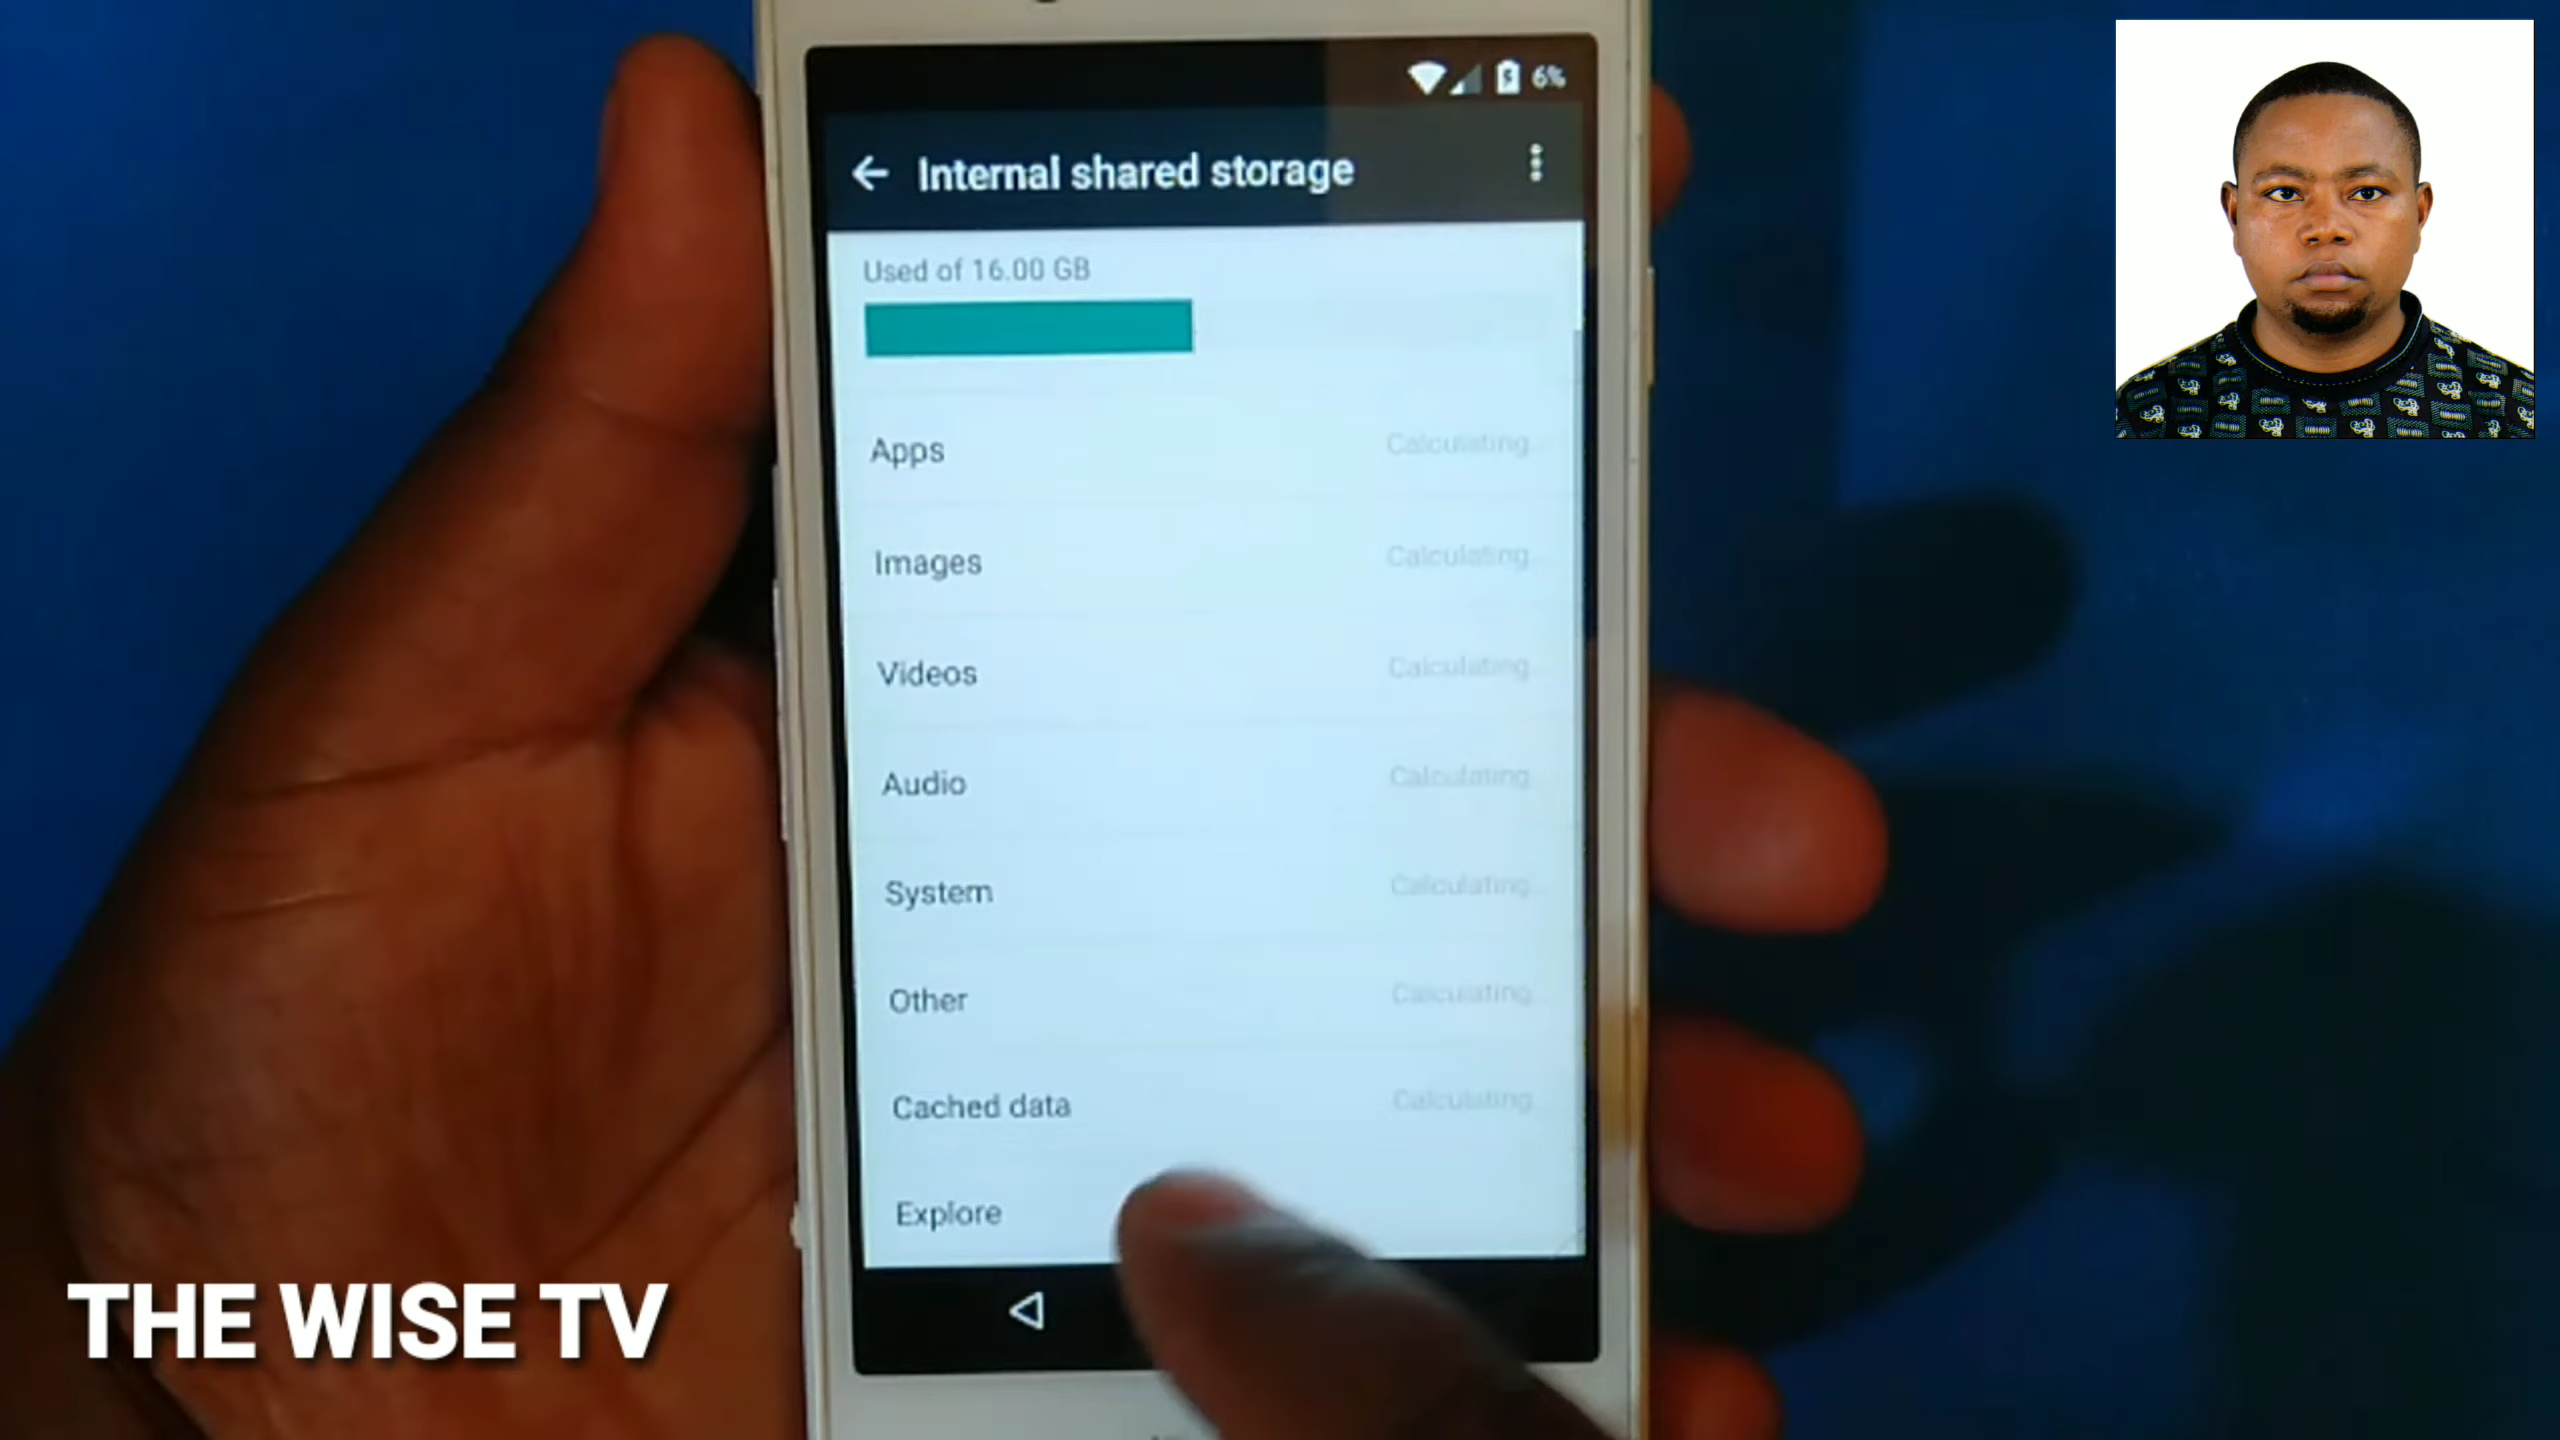 6%
Internal shared storage
Used of 16.00 GB
Apps Calculating...
Images Calculating...
Videos Calculating...
Audio Calculating...
System Calculating...
Other Calculating...
Cached data Calculating...
Explore
THE WISE TV